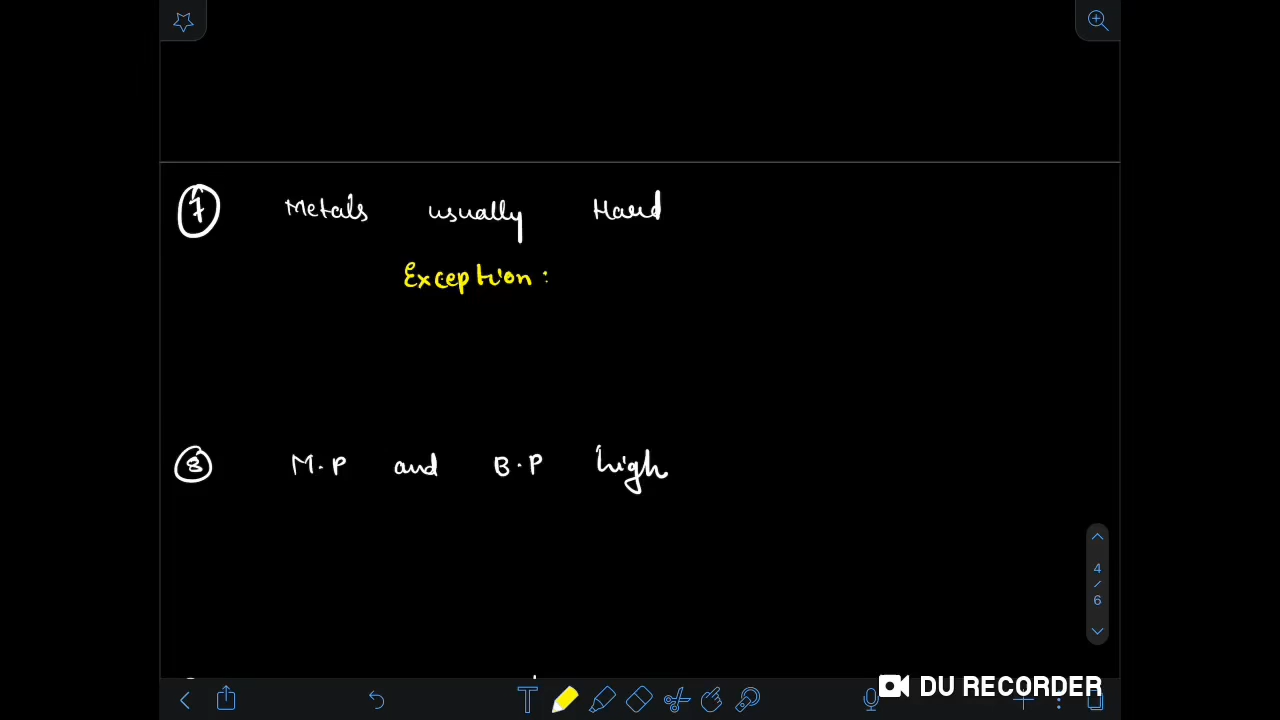 7 Metals usually Hard
Exception :
8 M.P and B.P high
4
/
6
T
DU RECORDER